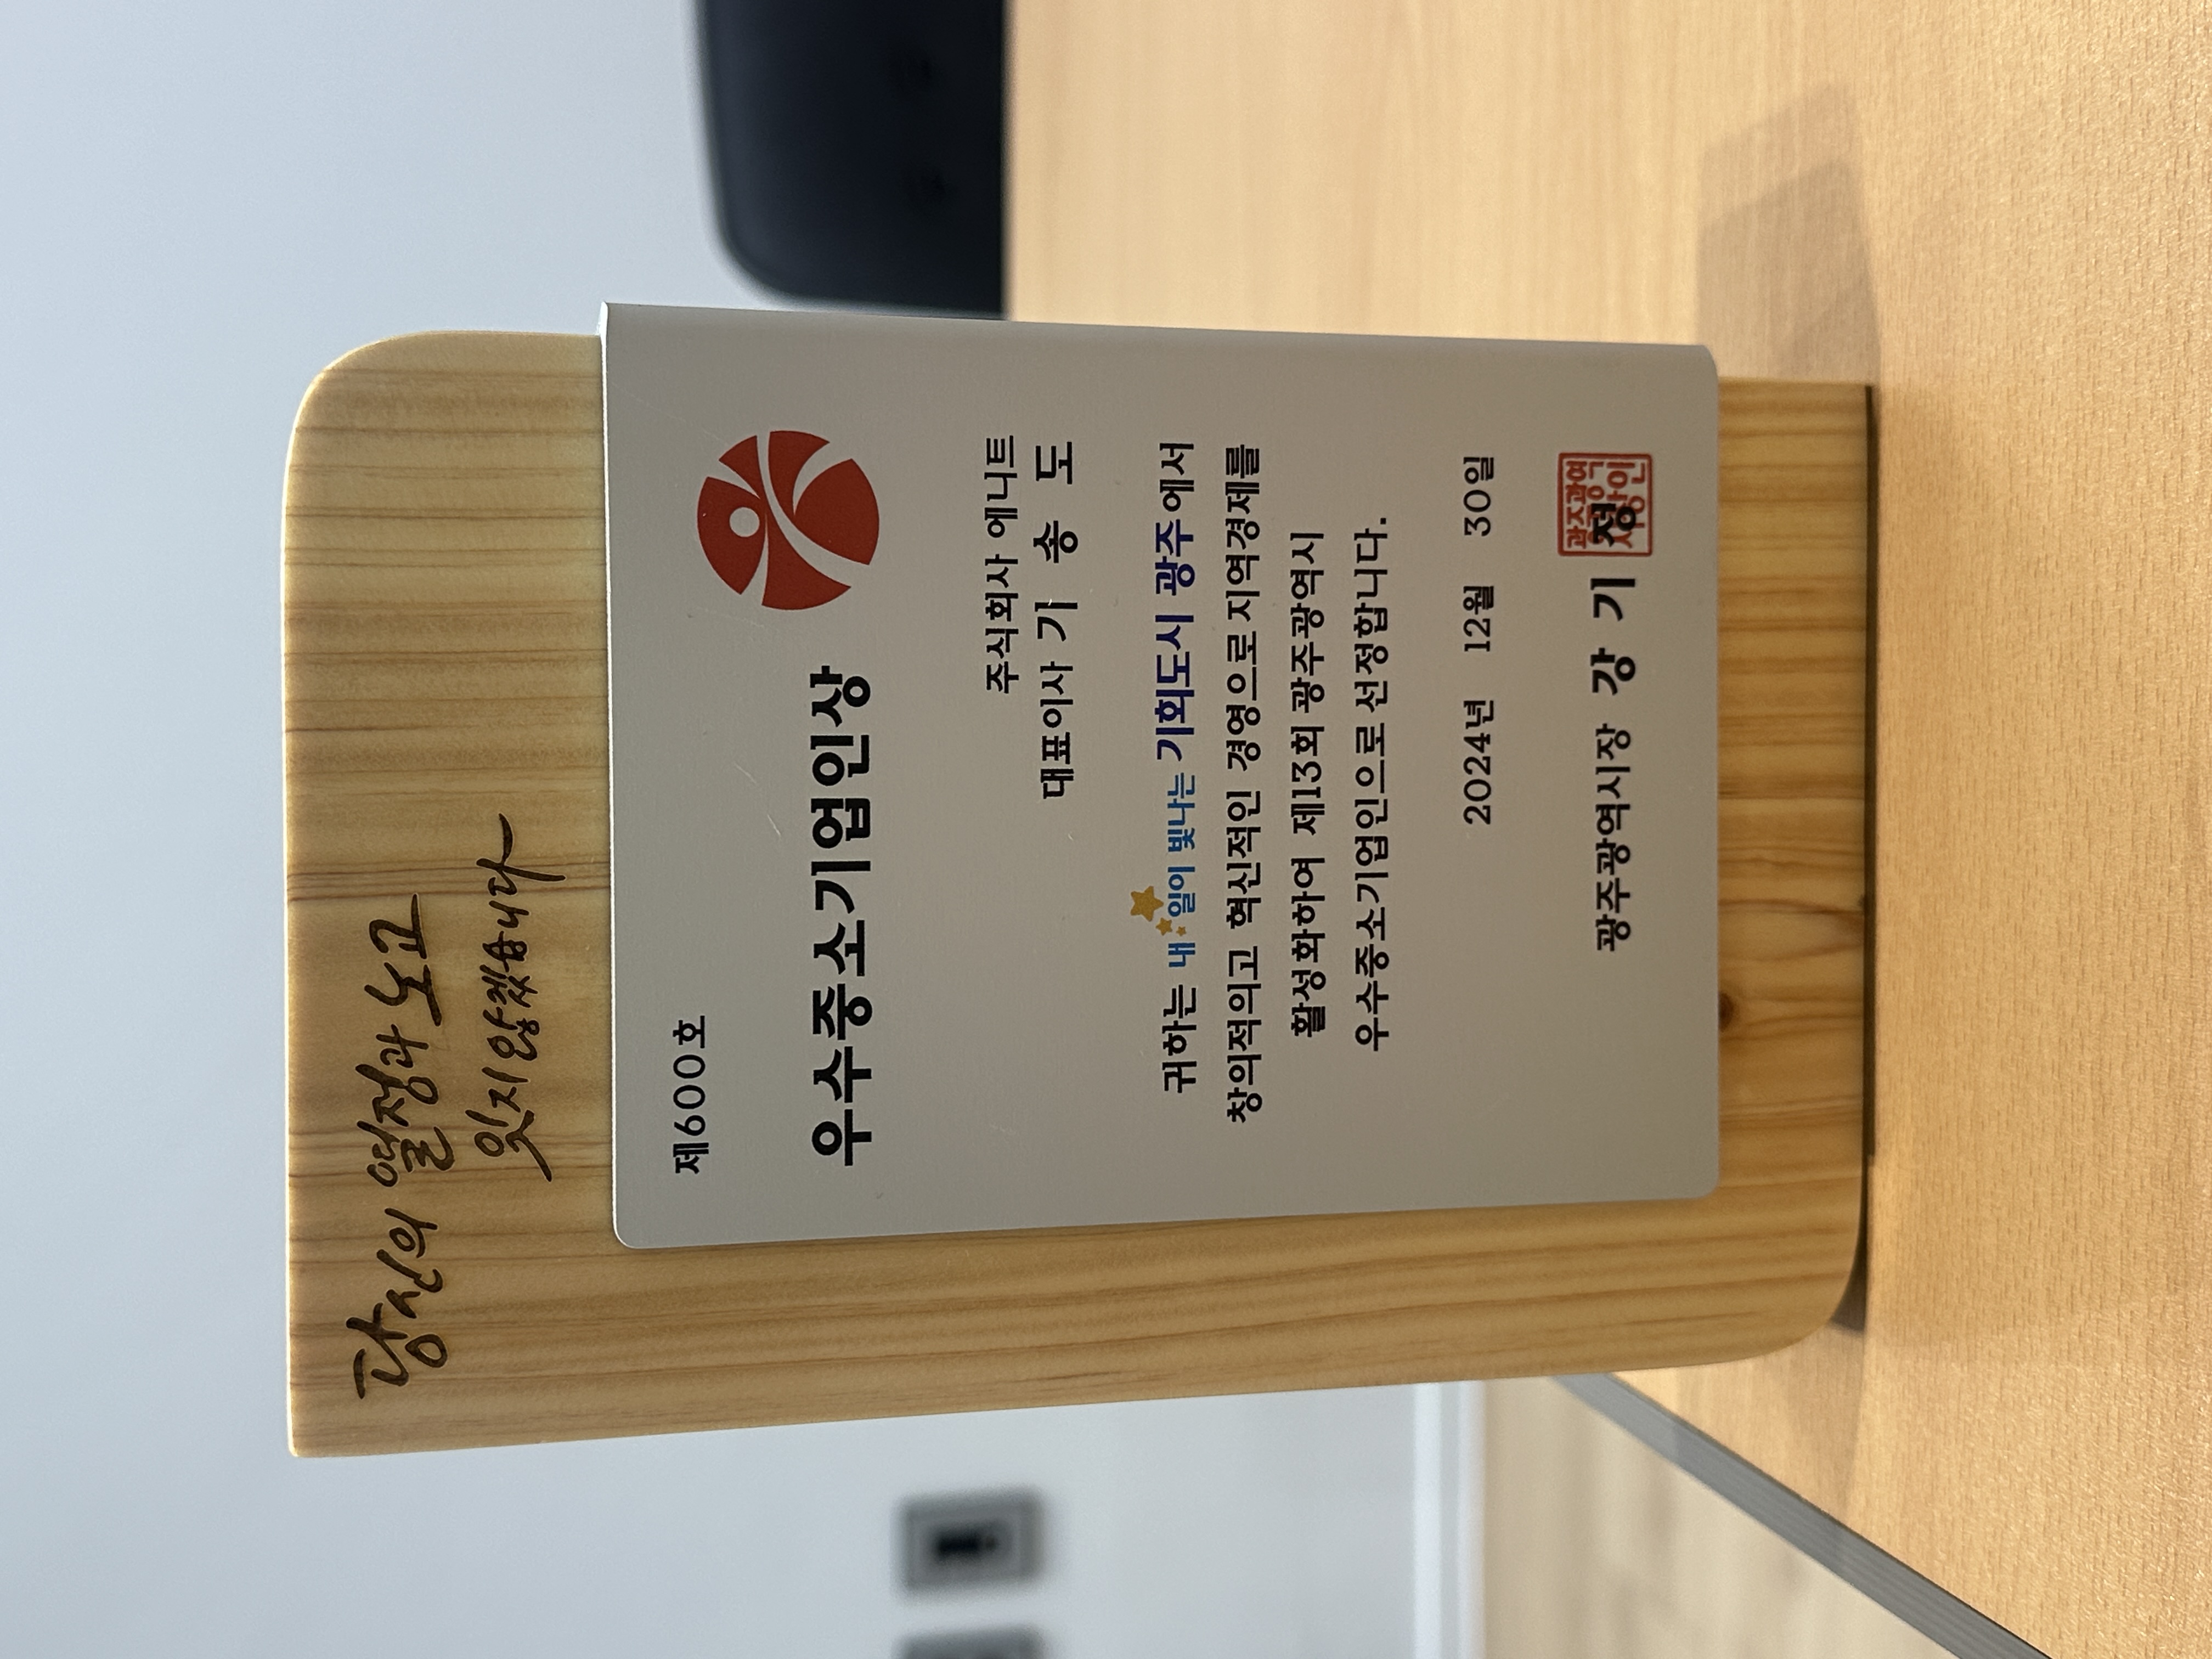 당신의 열정과 노고
잊지 않겠습니다
제600호
우수중소기업인상
주식회사 에니트
대표이사 기 송 도
귀하는 내일이 빛나는 기회도시 광주에서
창의적의고 혁신적인 경영으로 지역경제를
활성화하여 제13회 광주광역시
우수중소기업인으로 선정합니다.
2024년 12월 30일
광주광역시장 강 기 정
광주광역시장인